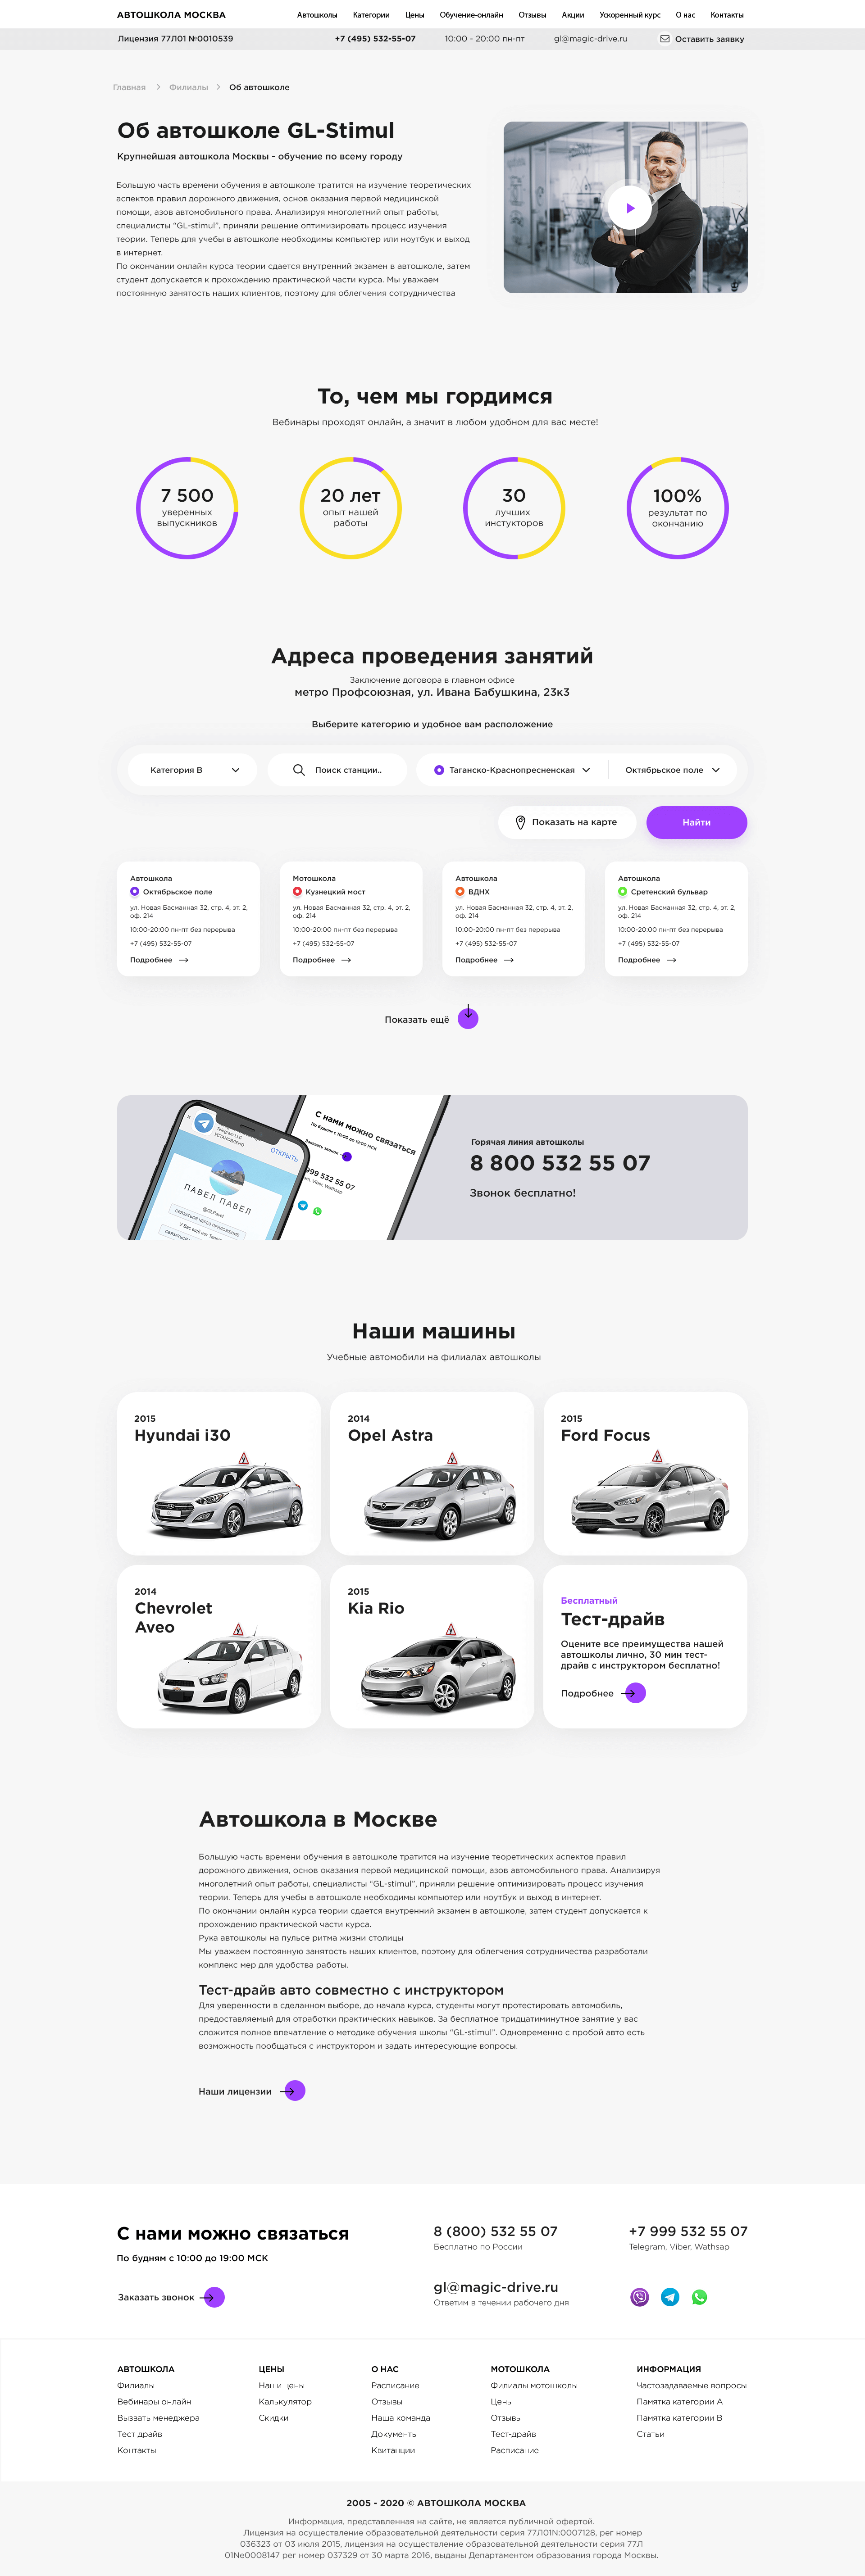 АВТОШКОЛА МОСКВА
Автошколы Категории Цены Обучение-онлайн Отзывы Акции Ускоренный курс О нас Контакты
Лицензия 77Л01 №0010539 +7 (495) 532-55-07 10:00 - 20:00 пн-пт gl@magic-drive.ru Оставить заявку
Главная Филиалы Об автошколе
Об автошколе GL-Stimul
Крупнейшая автошкола Москвы - обучение по всему городу
Большую часть времени обучения в автошколе тратится на изучение теоретических
аспектов правил дорожного движения, основ оказания первой медицинской
помощи, азов автомобильного права. Анализируя многолетний опыт работы,
специалисты “GL-stimul”, приняли решение оптимизировать процесс изучения
теории. Теперь для учебы в автошколе необходимы компьютер или ноутбук и выход
в интернет.
По окончании онлайн курса теории сдается внутренний экзамен в автошколе, затем
студент допускается к прохождению практической части курса. Мы уважаем
постоянную занятость наших клиентов, поэтому для облегчения сотрудничества
То, чем мы гордимся
Вебинары проходят онлайн, а значит в любом удобном для вас месте!
7 500
уверенных
выпускников
20 лет
опыт нашей
работы
30
лучших
инстукторов
100%
результат по
окончанию
Адреса проведения занятий
Заключение договора в главном офисе
метро Профсоюзная, ул. Ивана Бабушкина, 23к3
Выберите категорию и удобное вам расположение
Категория В Поиск станции.. Таганско-Краснопресненская Октябрьское поле
Показать на карте Найти
Автошкола
Октябрьское поле
ул. Новая Басманная 32, стр. 4, эт. 2,
оф. 214
10:00-20:00 пн-пт без перерыва
+7 (495) 532-55-07
Подробнее
Мотошкола
Кузнецкий мост
ул. Новая Басманная 32, стр. 4, эт. 2,
оф. 214
10:00-20:00 пн-пт без перерыва
+7 (495) 532-55-07
Подробнее
Автошкола
ВДНХ
ул. Новая Басманная 32, стр. 4, эт. 2,
оф. 214
10:00-20:00 пн-пт без перерыва
+7 (495) 532-55-07
Подробнее
Автошкола
Сретенский бульвар
ул. Новая Басманная 32, стр. 4, эт. 2,
оф. 214
10:00-20:00 пн-пт без перерыва
+7 (495) 532-55-07
Подробнее
Показать ещё
Telegram LLC
УСТАНОВЛЕНО
ОТКРЫТЬ
ПАВЕЛ ПАВЕЛ
@GLPavel
СВЯЗАТЬСЯ ЧЕРЕЗ ПРИЛОЖЕНИЕ
С нами можно связаться
По будням с 10:00 до 19:00 МСК
Заказать звонок
999 532 55 07
Viber, Wathsap
Горячая линия автошколы
8 800 532 55 07
Звонок бесплатно!
Наши машины
Учебные автомобили на филиалах автошколы
2015
Hyundai i30
2014
Opel Astra
2015
Ford Focus
2014
Chevrolet
Aveo
2015
Kia Rio
Бесплатный
Тест-драйв
Оцените все преимущества нашей
автошколы лично, 30 мин тест-
драйв с инструктором бесплатно!
Подробнее
Автошкола в Москве
Большую часть времени обучения в автошколе тратится на изучение теоретических аспектов правил
дорожного движения, основ оказания первой медицинской помощи, азов автомобильного права. Анализируя
многолетний опыт работы, специалисты “GL-stimul”, приняли решение оптимизировать процесс изучения
теории. Теперь для учебы в автошколе необходимы компьютер или ноутбук и выход в интернет.
По окончании онлайн курса теории сдается внутренний экзамен в автошколе, затем студент допускается к
прохождению практической части курса.
Рука автошколы на пульсе ритма жизни столицы
Мы уважаем постоянную занятость наших клиентов, поэтому для облегчения сотрудничества разработали
комплекс мер для удобства работы.
Тест-драйв авто совместно с инструктором
Для уверенности в сделанном выборе, до начала курса, студенты могут протестировать автомобиль,
предоставляемый для отработки практических навыков. За бесплатное тридцатиминутное занятие у вас
сложится полное впечатление о методике обучения школы “GL-stimul”. Одновременно с пробой авто есть
возможность пообщаться с инструктором и задать интересующие вопросы.
Наши лицензии
С нами можно связаться
По будням с 10:00 до 19:00 МСК
Заказать звонок
8 (800) 532 55 07
Бесплатно по России
+7 999 532 55 07
Telegram, Viber, Wathsap
gl@magic-drive.ru
Ответим в течении рабочего дня
АВТОШКОЛА
Филиалы
Вебинары онлайн
Вызвать менеджера
Тест драйв
Контакты
ЦЕНЫ
Наши цены
Калькулятор
Скидки
О НАС
Расписание
Отзывы
Наша команда
Документы
Квитанции
МОТОШКОЛА
Филиалы мотошколы
Цены
Отзывы
Тест-драйв
Расписание
ИНФОРМАЦИЯ
Частозадаваемые вопросы
Памятка категории А
Памятка категории В
Статьи
2005 - 2020 © АВТОШКОЛА МОСКВА
Информация, представленная на сайте, не является публичной офертой.
Лицензия на осуществление образовательной деятельности серия 77Л01N:0007128, рег номер
036323 от 03 июля 2015, лицензия на осуществление образовательной деятельности серия 77Л
01Ne0008147 рег номер 037329 от 30 марта 2016, выданы Департаментом образования города Москвы.